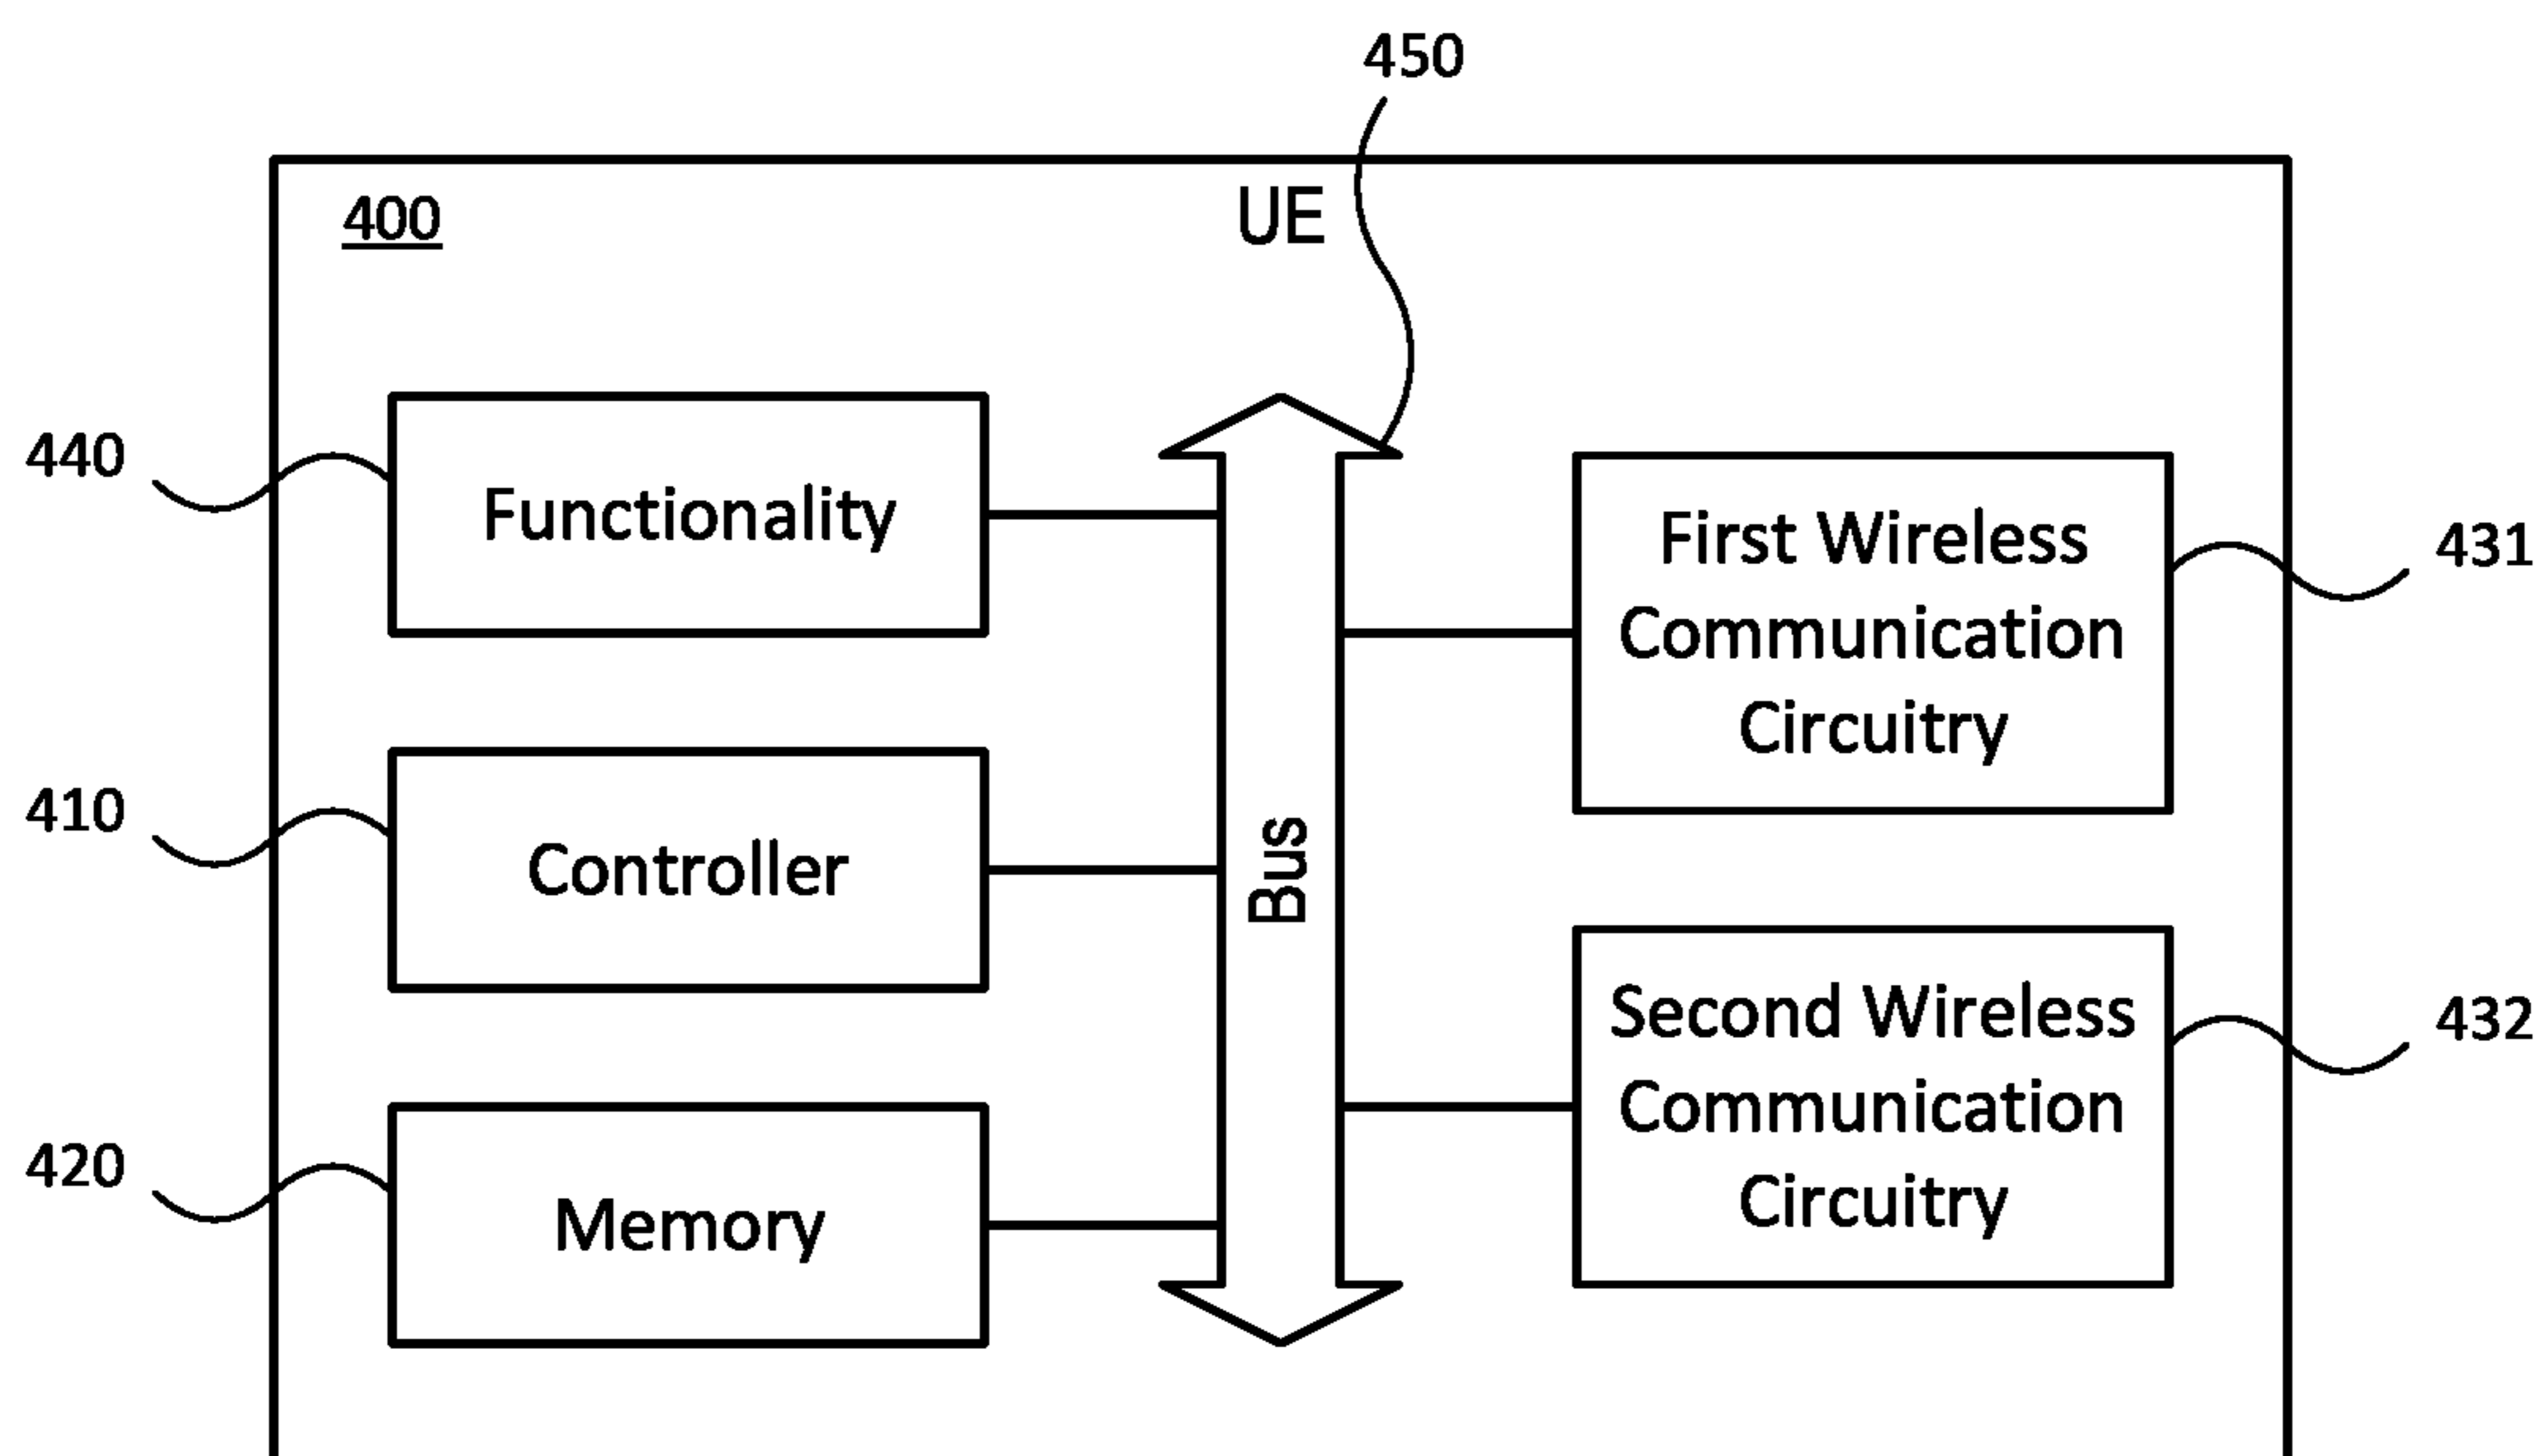 450
400
UE
440
Functionality
First Wireless
Communication
Circuitry
431
410
Controller
Bus
Second Wireless
Communication
Circuitry
432
420
Memory